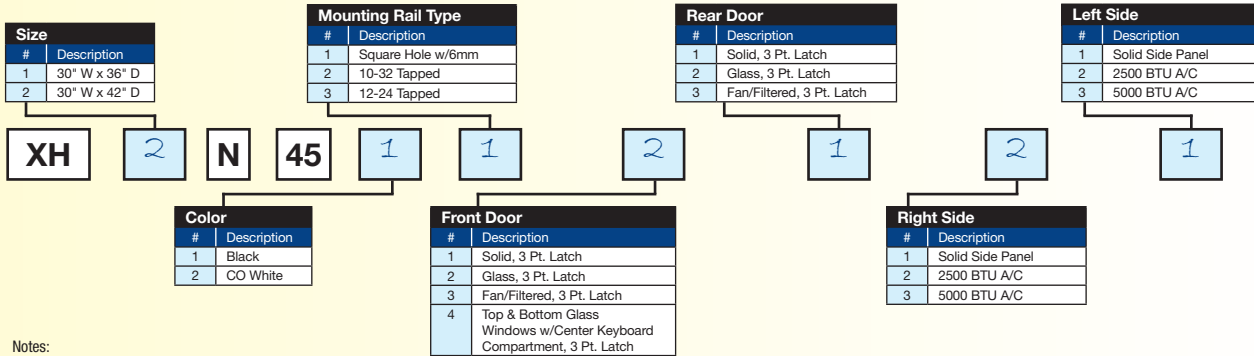 Size
# Description
1 30" W x 36" D
2 30" W x 42" D
Mounting Rail Type
# Description
1 Square Hole w/6mm
2 10-32 Tapped
3 12-24 Tapped
Rear Door
# Description
1 Solid, 3 Pt. Latch
2 Glass, 3 Pt. Latch
3 Fan/Filtered, 3 Pt. Latch
Left Side
# Description
1 Solid Side Panel
2 2500 BTU A/C
3 5000 BTU A/C
XH 2 N 45 1 1 2 1 2 1
Color
# Description
1 Black
2 CO White
Front Door
# Description
1 Solid, 3 Pt. Latch
2 Glass, 3 Pt. Latch
3 Fan/Filtered, 3 Pt. Latch
4 Top & Bottom Glass
Windows w/Center Keyboard
Compartment, 3 Pt. Latch
Right Side
# Description
1 Solid Side Panel
2 2500 BTU A/C
3 5000 BTU A/C
Notes: